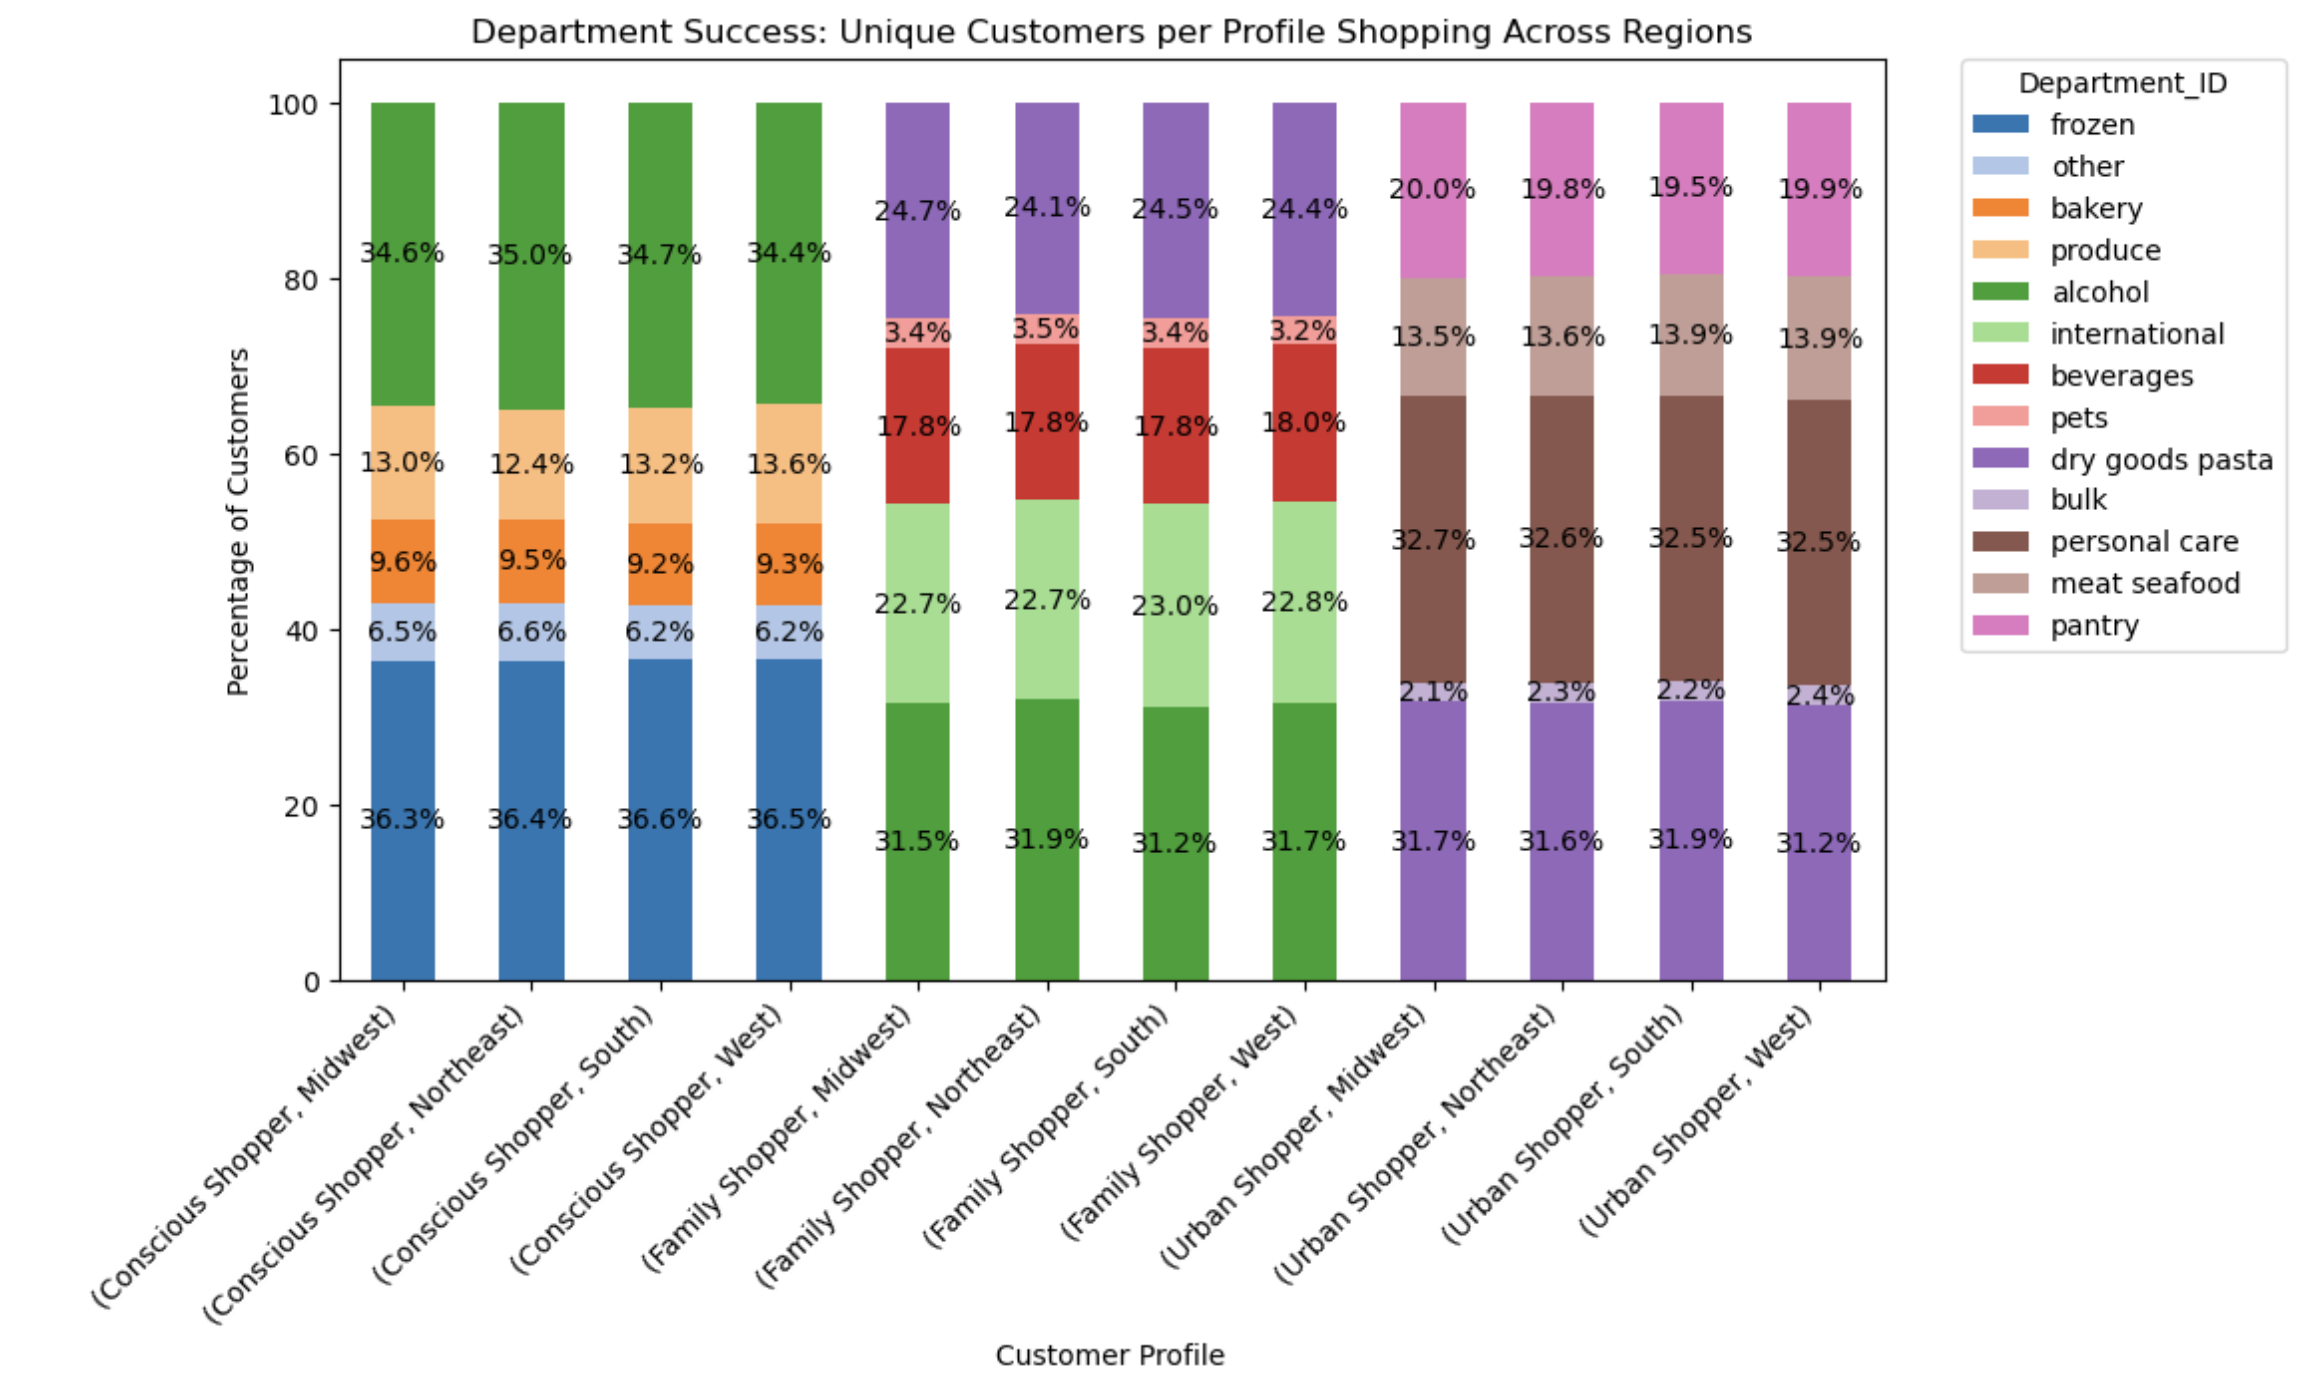 Department Success: Unique Customers per Profile Shopping Across Regions
Percentage of Customers
100
80
60
40
20
0
34.6% 35.0% 34.7% 34.4% 24.7% 24.1% 24.5% 24.4% 20.0% 19.8% 19.5% 19.9%
3.4% 3.5% 3.4% 3.2% 13.5% 13.6% 13.9% 13.9%
13.0% 12.4% 13.2% 13.6% 17.8% 17.8% 17.8% 18.0%
9.6% 9.5% 9.2% 9.3% 22.7% 22.7% 23.0% 22.8% 32.7% 32.6% 32.5% 32.5%
6.5% 6.6% 6.2% 6.2% 2.1% 2.3% 2.2% 2.4%
36.3% 36.4% 36.6% 36.5% 31.5% 31.9% 31.2% 31.7% 31.7% 31.6% 31.9% 31.2%
(Conscious Shopper, Midwest)
(Conscious Shopper, Northeast)
(Conscious Shopper, South)
(Conscious Shopper, West)
(Family Shopper, Midwest)
(Family Shopper, Northeast)
(Family Shopper, South)
(Family Shopper, West)
(Urban Shopper, Midwest)
(Urban Shopper, Northeast)
(Urban Shopper, South)
(Urban Shopper, West)
Customer Profile
Department_ID
frozen
other
bakery
produce
alcohol
international
beverages
pets
dry goods pasta
bulk
personal care
meat seafood
pantry